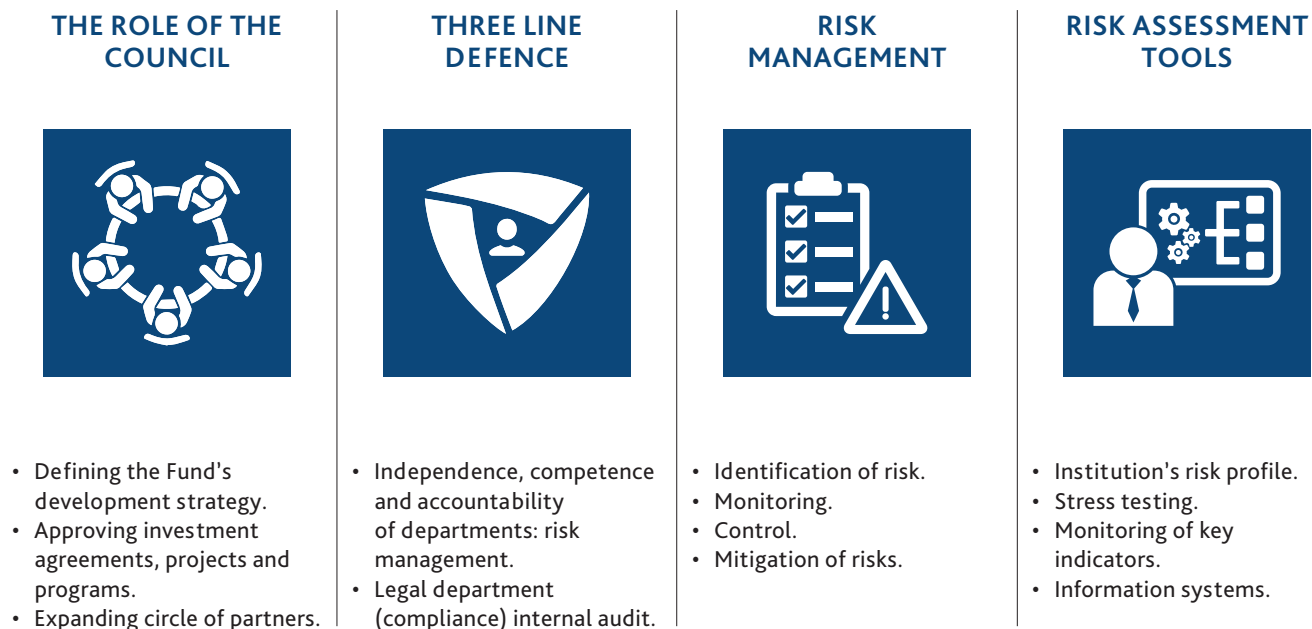 THE ROLE OF THE
COUNCIL
• Defining the Fund's
development strategy.
• Approving investment
agreements, projects and
programs.
• Expanding circle of partners.
THREE LINE
DEFENCE
• Independence, competence
and accountability
of departments: risk
management.
• Legal department
(compliance) internal audit.
RISK
MANAGEMENT
• Identification of risk.
• Monitoring.
• Control.
• Mitigation of risks.
RISK ASSESSMENT
TOOLS
• Institution's risk profile.
• Stress testing.
• Monitoring of key
indicators.
• Information systems.